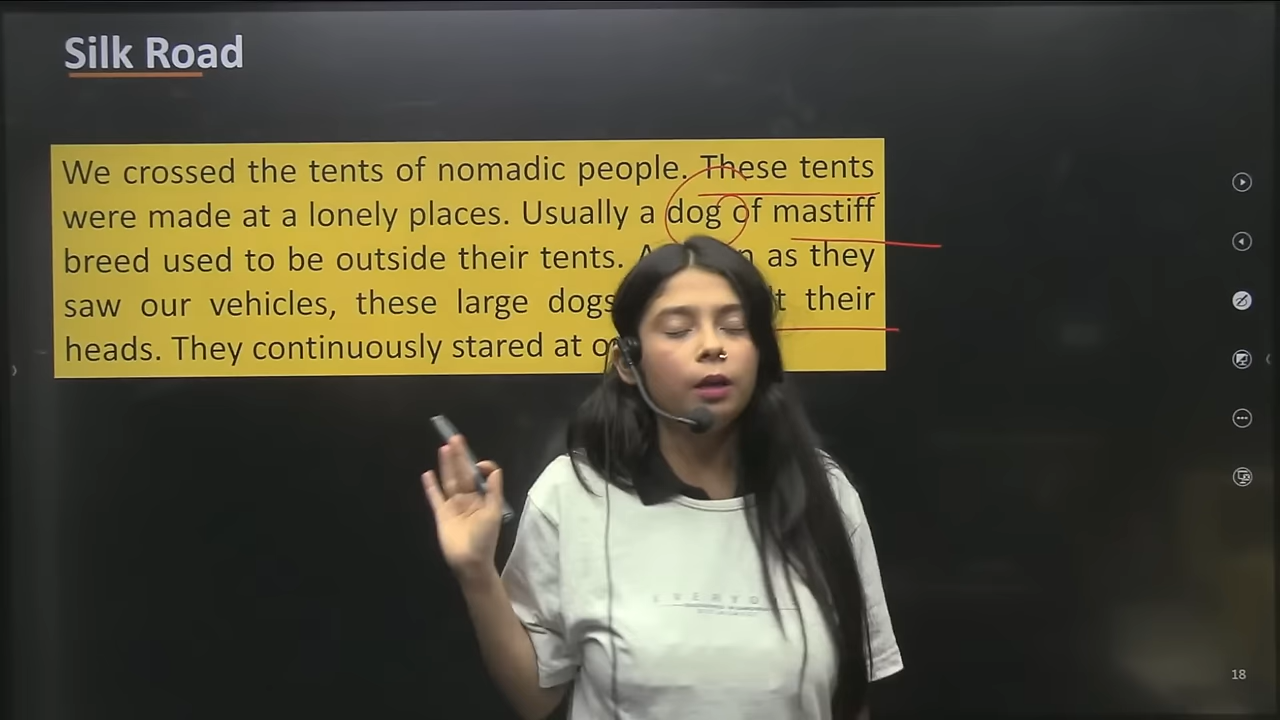 Silk Road
We crossed the tents of nomadic people. These tents
were made at a lonely places. Usually a dog of mastiff
breed used to be outside their tents. as they
saw our vehicles, these large dogs their
heads. They continuously stared at
EVERYO
18